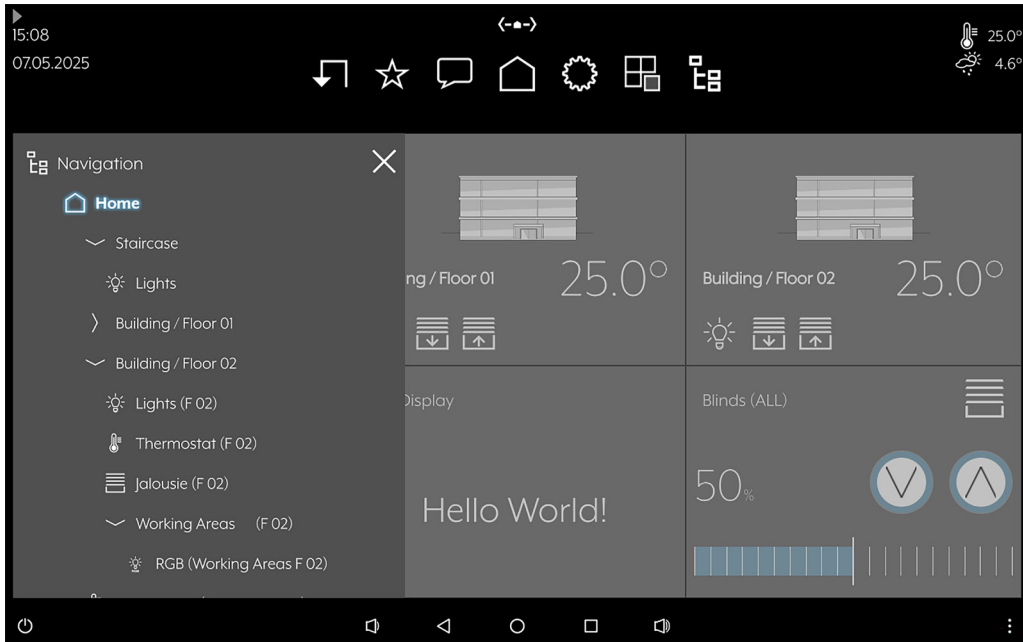 15:08
07.05.2025
25.0°
4.6°
Navigation
Home
Staircase
Lights
Building / Floor 01
Building / Floor 02
Lights (F 02)
Thermostat (F 02)
Jalousie (F 02)
Working Areas (F 02)
RGB (Working Areas F 02)
ng / Floor 01 25.0°
Building / Floor 02 25.0°
Display
Hello World!
Blinds (ALL)
50%